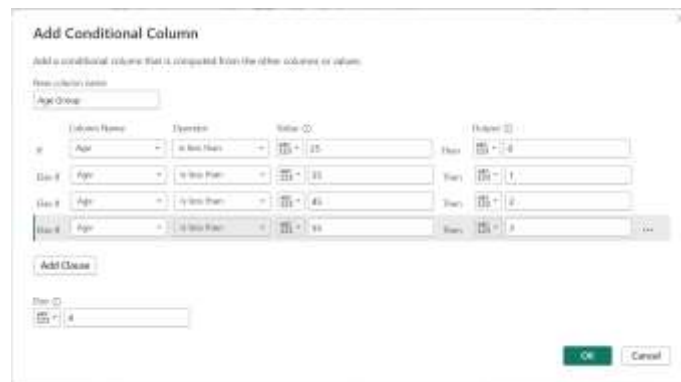 Add Conditional Column
Add a conditional column that is computed from the other columns or values.
New column name
Age Group
Column Name Operator Value Output
If Age is less than 25 Then 0
Else If Age is less than 35 Then 1
Else If Age is less than 45 Then 2
Else If Age is less than Then 3
Add Clause
Else
4
OK Cancel